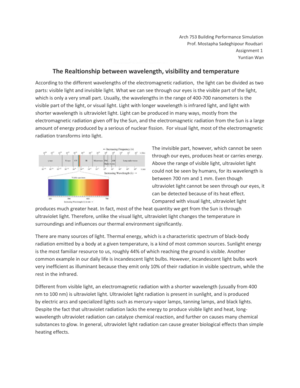 Arch 753 Building Performance Simulation
Prof. Mostapha Sadeghipour Roudsari
Assignment 1
Yuntian Wan
The Realtionship between wavelength, visibility and temperature
According to the different wavelengths of the electromagnetic radiation, the light can be divided as two
parts: visible light and invisible light. What we can see through our eyes is the visible part of the light,
which is only a very small part. Usually, the wavelengths in the range of 400-700 nanometers is the
visible part of the light, or visual light. Light with longer wavelength is infrared light, and light with
shorter wavelength is ultraviolet light. Light can be produced in many ways, mostly from the
electromagnetic radiation given off by the Sun, and the electromagnetic radiation from the Sun is a large
amount of energy produced by a serious of nuclear fission. For visual light, most of the electromagnetic
radiation transforms into light.
The invisible part, however, which cannot be seen
through our eyes, produces heat or carries energy.
Above the range of visible light, ultraviolet light
could not be seen by humans, for its wavelength is
between 700 nm and 1 mm. Even though
ultraviolet light cannot be seen through our eyes, it
can be detected because of its heat effect.
Compared with visual light, ultraviolet light
produces much greater heat. In fact, most of the heat quantity we get from the Sun is through
ultraviolet light. Therefore, unlike the visual light, ultraviolet light changes the temperature in
surroundings and influences our thermal environment significantly.
There are many sources of light. Thermal energy, which is a characteristic spectrum of black-body
radiation emitted by a body at a given temperature, is a kind of most common sources. Sunlight energy
is the most familiar resource to us, roughly 44% of which reaching the ground is visible. Another
common example in our daily life is incandescent light bulbs. However, incandescent light bulbs work
very inefficient as illuminant because they emit only 10% of their radiation in visible spectrum, while the
rest in the infrared.
Different from visible light, an electromagnetic radiation with a shorter wavelength (usually from 400
nm to 100 nm) is ultraviolet light. Ultraviolet light radiation is present in sunlight, and is produced
by electric arcs and specialized lights such as mercury-vapor lamps, tanning lamps, and black lights.
Despite the fact that ultraviolet radiation lacks the energy to produce visible light and heat, long-
wavelength ultraviolet radiation can catalyze chemical reaction, and further on causes many chemical
substances to glow. In general, ultraviolet light radiation can cause greater biological effects than simple
heating effects.